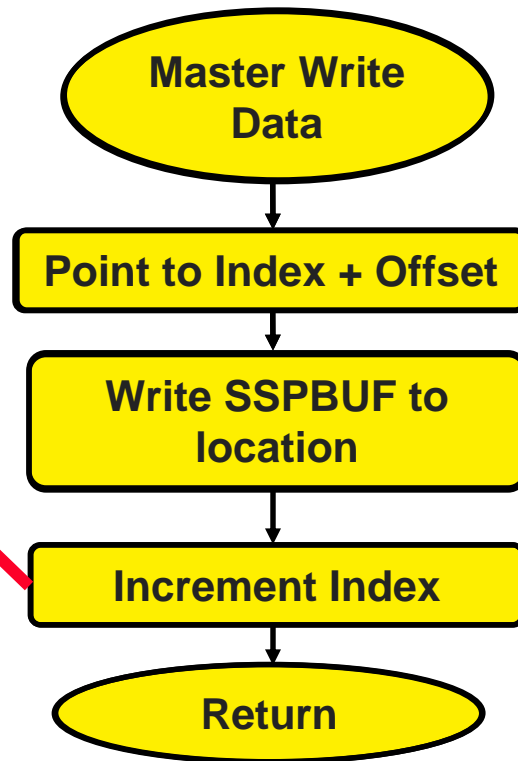 Master Write
Data
Point to Index + Offset
Write SSPBUF to
location
Increment Index
Return